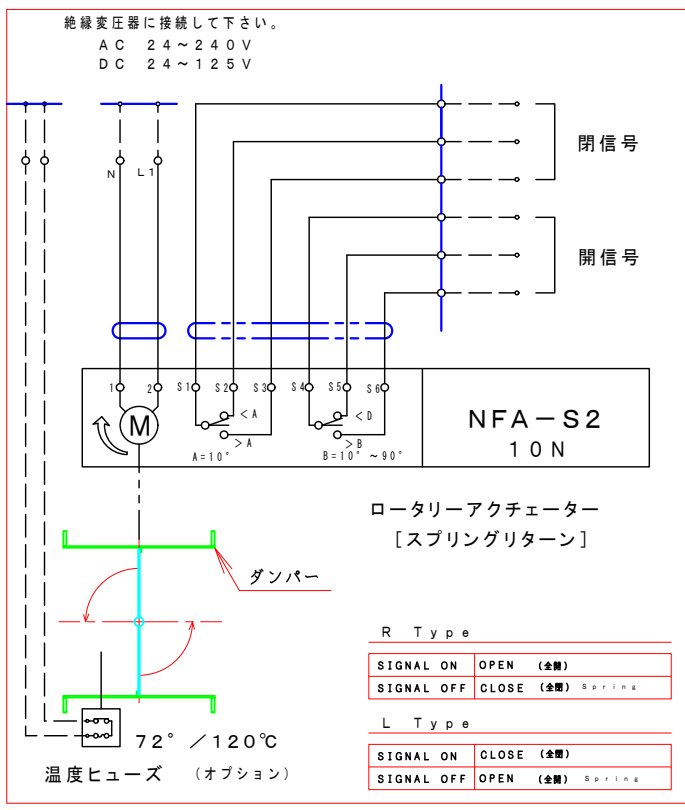 絶縁変圧器に接続して下さい。
AC 24~240V
DC 24~125V
閉信号
開信号
N
L1
1
2
S1
S2
S3
S4
S5
S6
M
<A
>A
A=10°
<D
>B
B=10° ~90°
NFA-S2
10N
ロータリーアクチェーター
[スプリングリターン]
ダンパー
72° /120℃
温度ヒューズ (オプション)
R Type
SIGNAL ON OPEN (全開)
SIGNAL OFF CLOSE (全閉) Spring
L Type
SIGNAL ON CLOSE (全閉)
SIGNAL OFF OPEN (全開) Spring